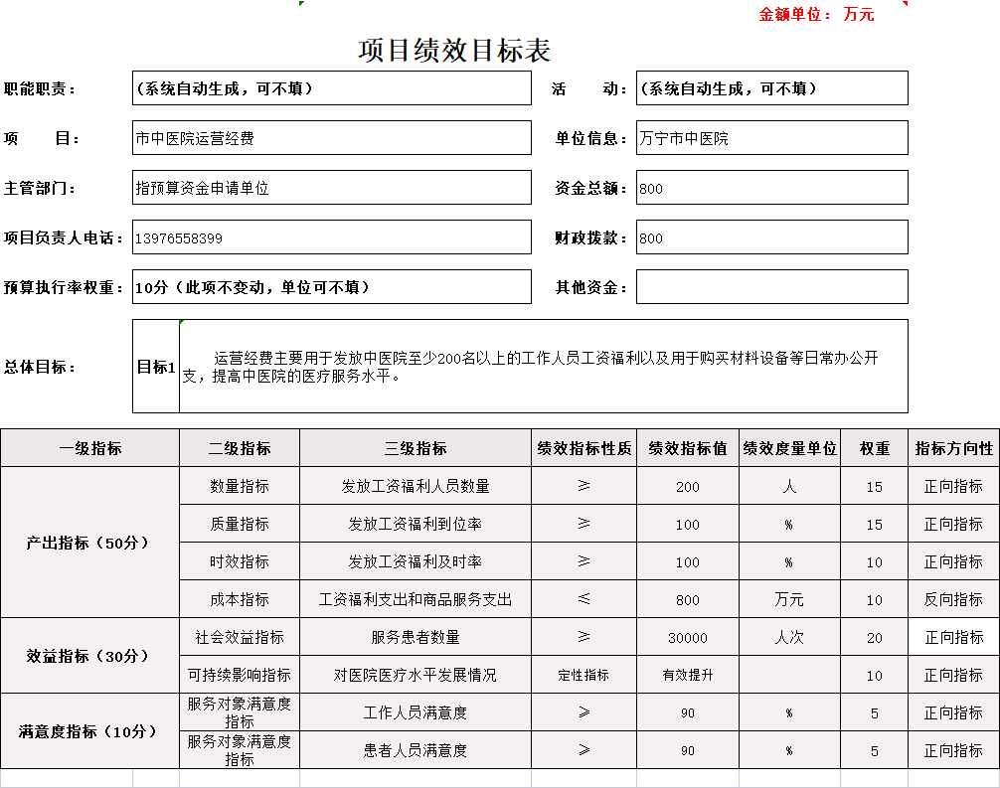 金额单位： 万元
项目绩效目标表
职能职责： （系统自动生成，可不填） 活 动： （系统自动生成，可不填）
项 目： 市中医院运营经费 单位信息： 万宁市中医院
主管部门： 指预算资金申请单位 资金总额： 800
项目负责人电话： 13976558399 财政拨款： 800
预算执行率权重： 10分（此项不变动，单位可不填） 其他资金：
总体目标： 目标1 运营经费主要用于发放中医院至少200名以上的工作人员工资福利以及用于购买材料设备等日常办公开
支，提高中医院的医疗服务水平。
一级指标 二级指标 三级指标 绩效指标性质 绩效指标值 绩效度量单位 权重 指标方向性
产出指标（50分） 数量指标 发放工资福利人员数量 ≥ 200 人 15 正向指标
质量指标 发放工资福利到位率 ≥ 100 % 15 正向指标
时效指标 发放工资福利及时率 ≥ 100 % 10 正向指标
成本指标 工资福利支出和商品服务支出 ≤ 800 万元 10 反向指标
效益指标（30分） 社会效益指标 服务患者数量 ≥ 30000 人次 20 正向指标
可持续影响指标 对医院医疗水平发展情况 定性指标 有效提升 10 正向指标
满意度指标（10分） 服务对象满意度
指标 工作人员满意度 ≥ 90 % 5 正向指标
服务对象满意度
指标 患者人员满意度 ≥ 90 % 5 正向指标